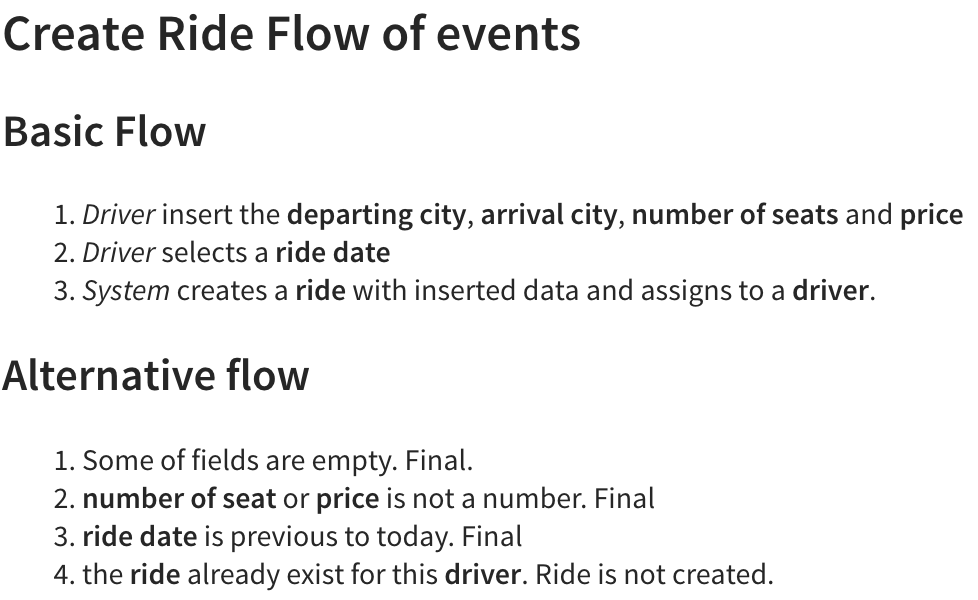 Create Ride Flow of events
Basic Flow
1. Driver insert the departing city, arrival city, number of seats and price
2. Driver selects a ride date
3. System creates a ride with inserted data and assigns to a driver.
Alternative flow
1. Some of fields are empty. Final.
2. number of seat or price is not a number. Final
3. ride date is previous to today. Final
4. the ride already exist for this driver. Ride is not created.